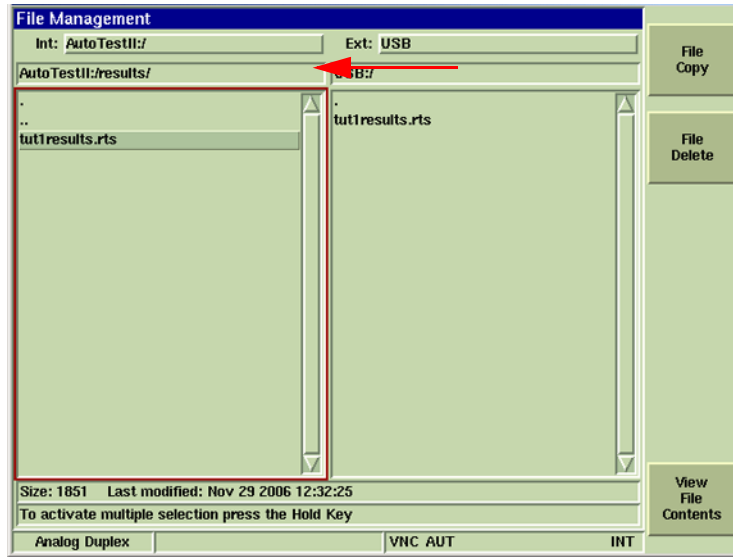 File Management
Int: AutoTestII:/
Ext: USB
AutoTestII:/results/
USB:/
.
..
tut1results.rts
.
tut1results.rts
Size: 1851 Last modified: Nov 29 2006 12:32:25
To activate multiple selection press the Hold Key
Analog Duplex
VNC AUT
INT
File
Copy
File
Delete
View
File
Contents